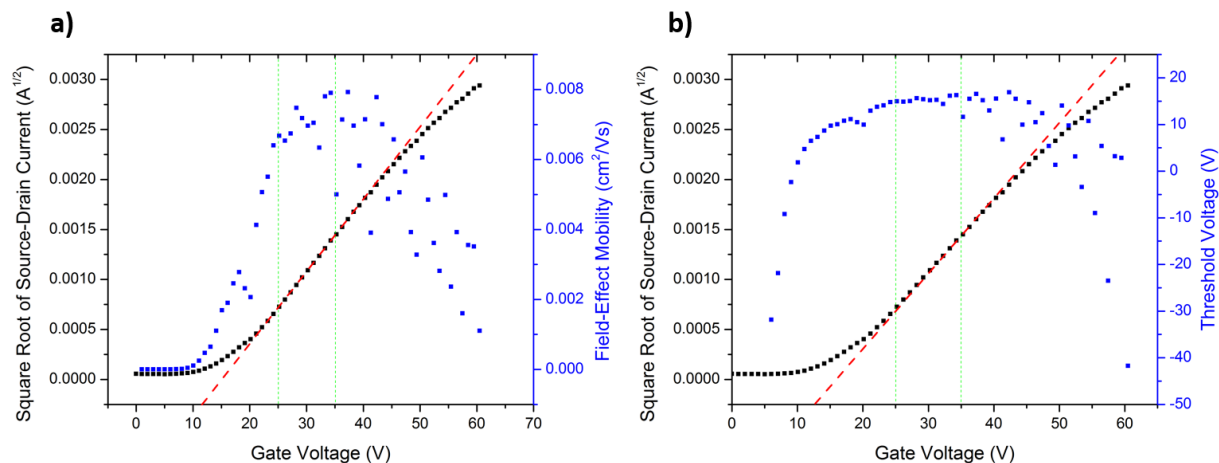 a)
Square Root of Source-Drain Current (A1/2)
0.0030
0.0025
0.0020
0.0015
0.0010
0.0005
0.0000
0 10 20 30 40 50 60 70
Gate Voltage (V)
0.008
0.006
0.004
0.002
0.000
Field-Effect Mobility (cm2/Vs)
b)
Square Root of Source-Drain Current (A1/2)
0.0030
0.0025
0.0020
0.0015
0.0010
0.0005
0.0000
0 10 20 30 40 50 60
Gate Voltage (V)
20
10
0
-10
-20
-30
-40
-50
Threshold Voltage (V)